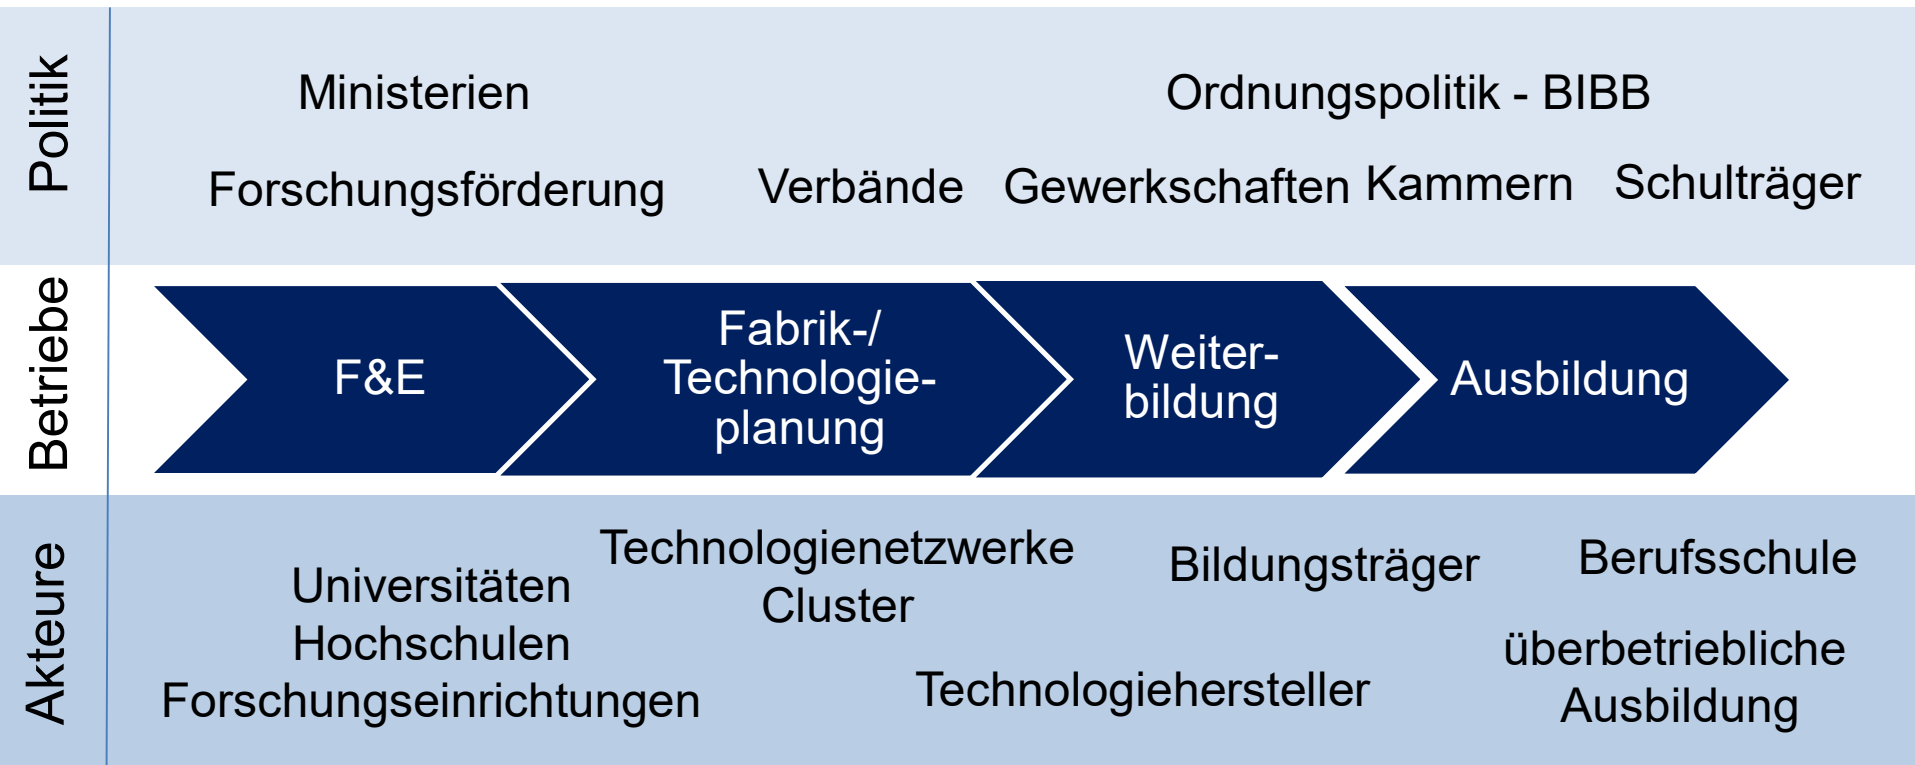 Politik
Ministerien
Ordnungspolitik - BIBB
Forschungsförderung
Verbände
Gewerkschaften
Kammern
Schulträger
Betriebe
F&E
Fabrik-/
Technologie-
planung
Weiter-
bildung
Ausbildung
Akteure
Universitäten
Hochschulen
Forschungseinrichtungen
Technologienetzwerke
Cluster
Technologiehersteller
Bildungsträger
Berufsschule
überbetriebliche
Ausbildung